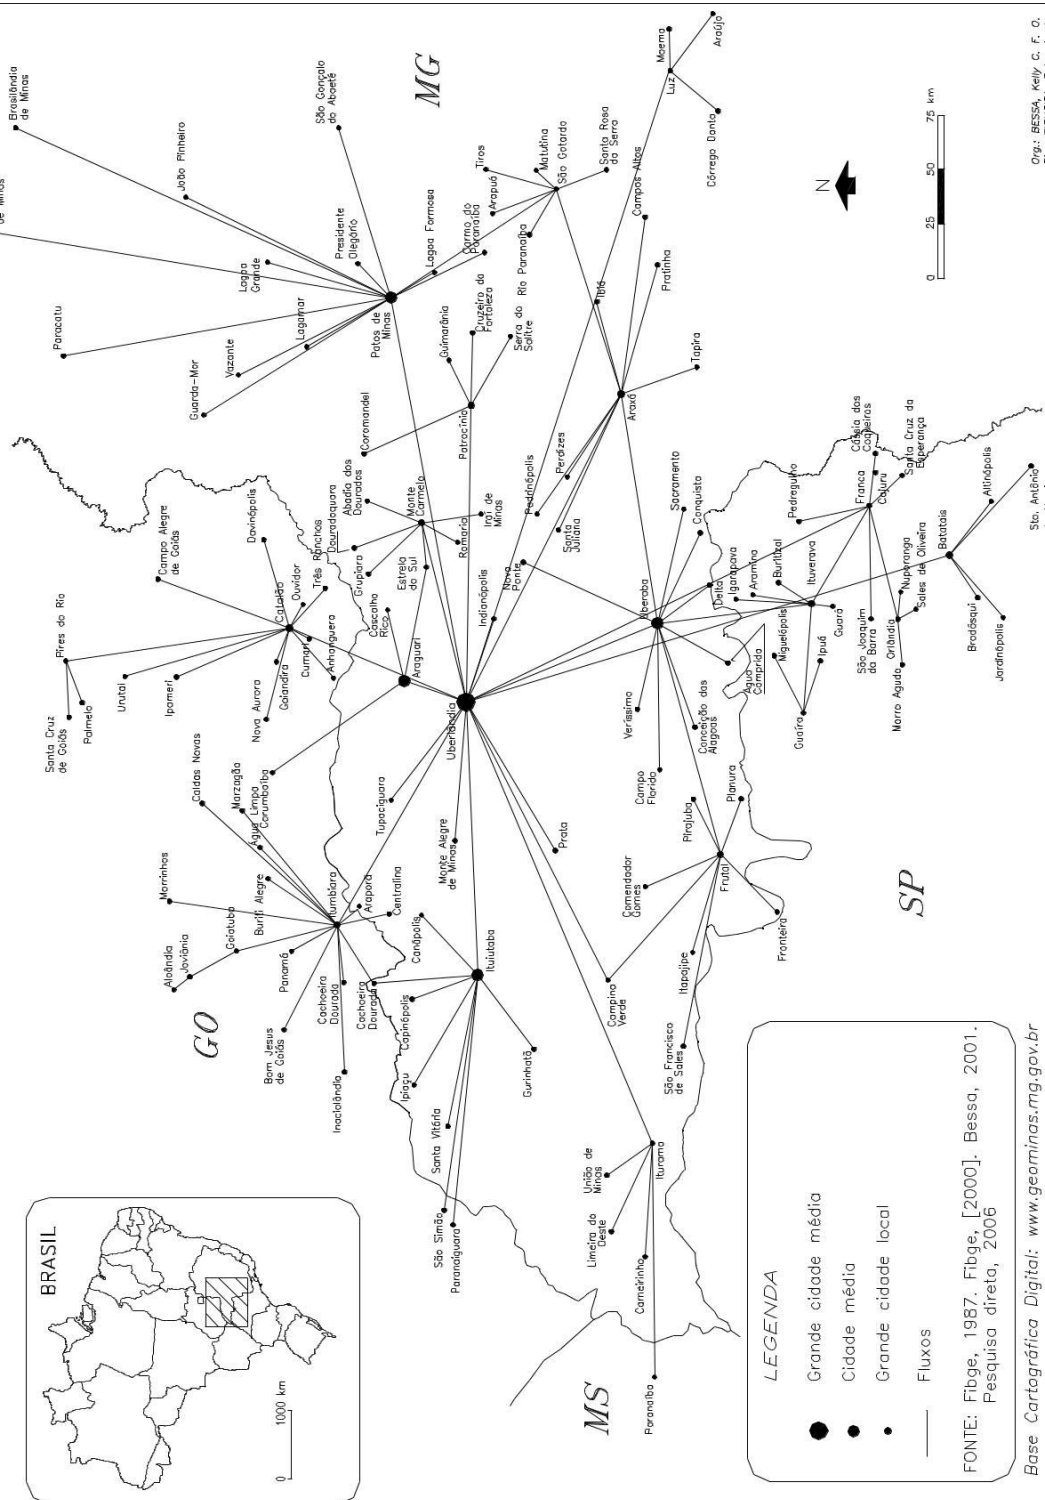 BRASIL
0
1000 km
GO
MG
MS
SP
N
0
25
50
75 km
de Minas
Brasilândia
de Minas
João Pinheiro
São Gonçalo
do Abaeté
Paracatu
Lagoa
Grande
Presidente
Olegário
Vazante
Lagamar
Guarda-Mor
Patos de
Minas
Lagoa Formosa
Carmo do
Paranaíba
Tiros
Arapuá
Matutina
São Gotardo
Santa Rosa
da Serra
Rio Paranaíba
Guimarânia
Cruzeiro da
Fortaleza
Serra do
Salitre
Patrocínio
Coromandel
Moema
Luz
Araújo
Córrego Danta
Campos Altos
Pratinha
Ibiá
Tapira
Araxá
Perdizes
Pedrinópolis
Santa
Juliana
Nova
Ponte
Indianópolis
Abadia dos
Dourados
Douradoquara
Monte
Carmelo
Grupiara
Estrela
do Sul
Romaria
Iraí de
Minas
Cascalho
Rico
Araguari
Uberlândia
Campo Alegre
de Goiás
Davinópolis
Três Ranchos
Ouvidor
Catalão
Cumari
Anhanguera
Goiandira
Nova Aurora
Pires do Rio
Urutaí
Ipameri
Santa Cruz
de Goiás
Palmelo
Corumbaíba
Caldas Novas
Marzagão
Água Limpa
Morrinhos
Buriti Alegre
Goiatuba
Joviânia
Aloândia
Panamá
Itumbiara
Araporã
Centralina
Cachoeira
Dourada
Cachoeira
Dourada
Bom Jesus
de Goiás
Inaciolândia
Tupaciguara
Monte Alegre
de Minas
Prata
Canápolis
Ituiutaba
Capinópolis
Ipiaçu
Gurinhatã
Santa Vitória
São Simão
Paranaiguara
Campina
Verde
Iturama
União de
Minas
Limeira do
Oeste
Carneirinho
Paranaíba
São Francisco
de Sales
Itapajipe
Comendador
Gomes
Frutal
Fronteira
Pirajuba
Planura
Campo
Florido
Conceição das
Alagoas
Veríssimo
Uberaba
Sacramento
Conquista
Delta
Água
Comprida
Igarapava
Aramina
Buritizal
Ituverava
Guará
Miguelópolis
Ipuã
Guaíra
Pedregulho
Cássia dos
Coqueiros
Franca
Cajuru
Santa Cruz da
Esperança
São Joaquim
da Barra
Nuporanga
Sales de Oliveira
Orlândia
Morro Agudo
Batatais
Altinópolis
Sto. Antônio
Brodósqui
Jardinópolis
LEGENDA
Grande cidade média
Cidade média
Grande cidade local
Fluxos
FONTE: Fibge, 1987. Fibge, [2000]. Bessa, 2001.
Pesquisa direta, 2006
Base Cartográfica Digital: www.geominas.mg.gov.br
Org.: BESSA, Kelly C. F. O.